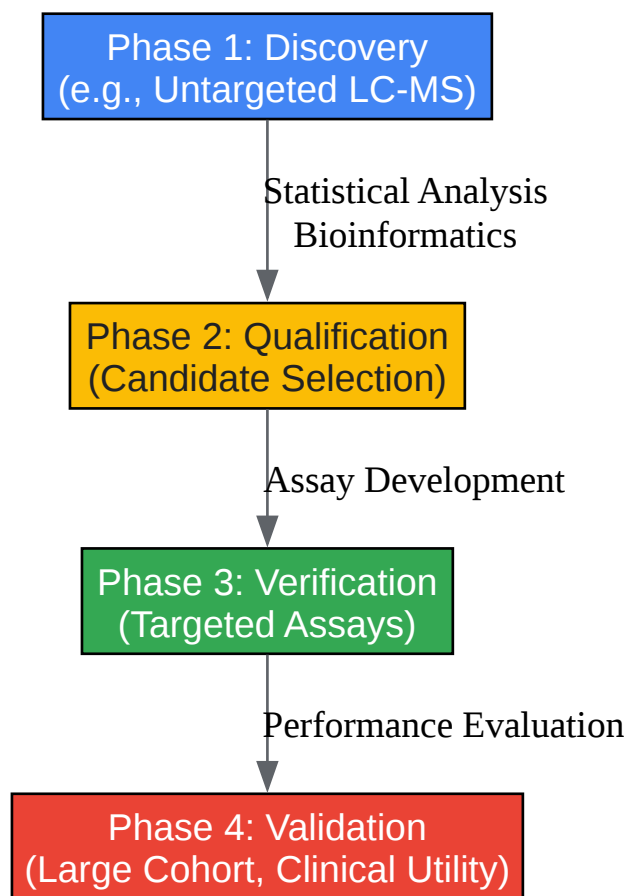 Phase 1: Discovery
(e.g., Untargeted LC-MS)
Statistical Analysis
Bioinformatics
Phase 2: Qualification
(Candidate Selection)
Assay Development
Phase 3: Verification
(Targeted Assays)
Performance Evaluation
Phase 4: Validation
(Large Cohort, Clinical Utility)